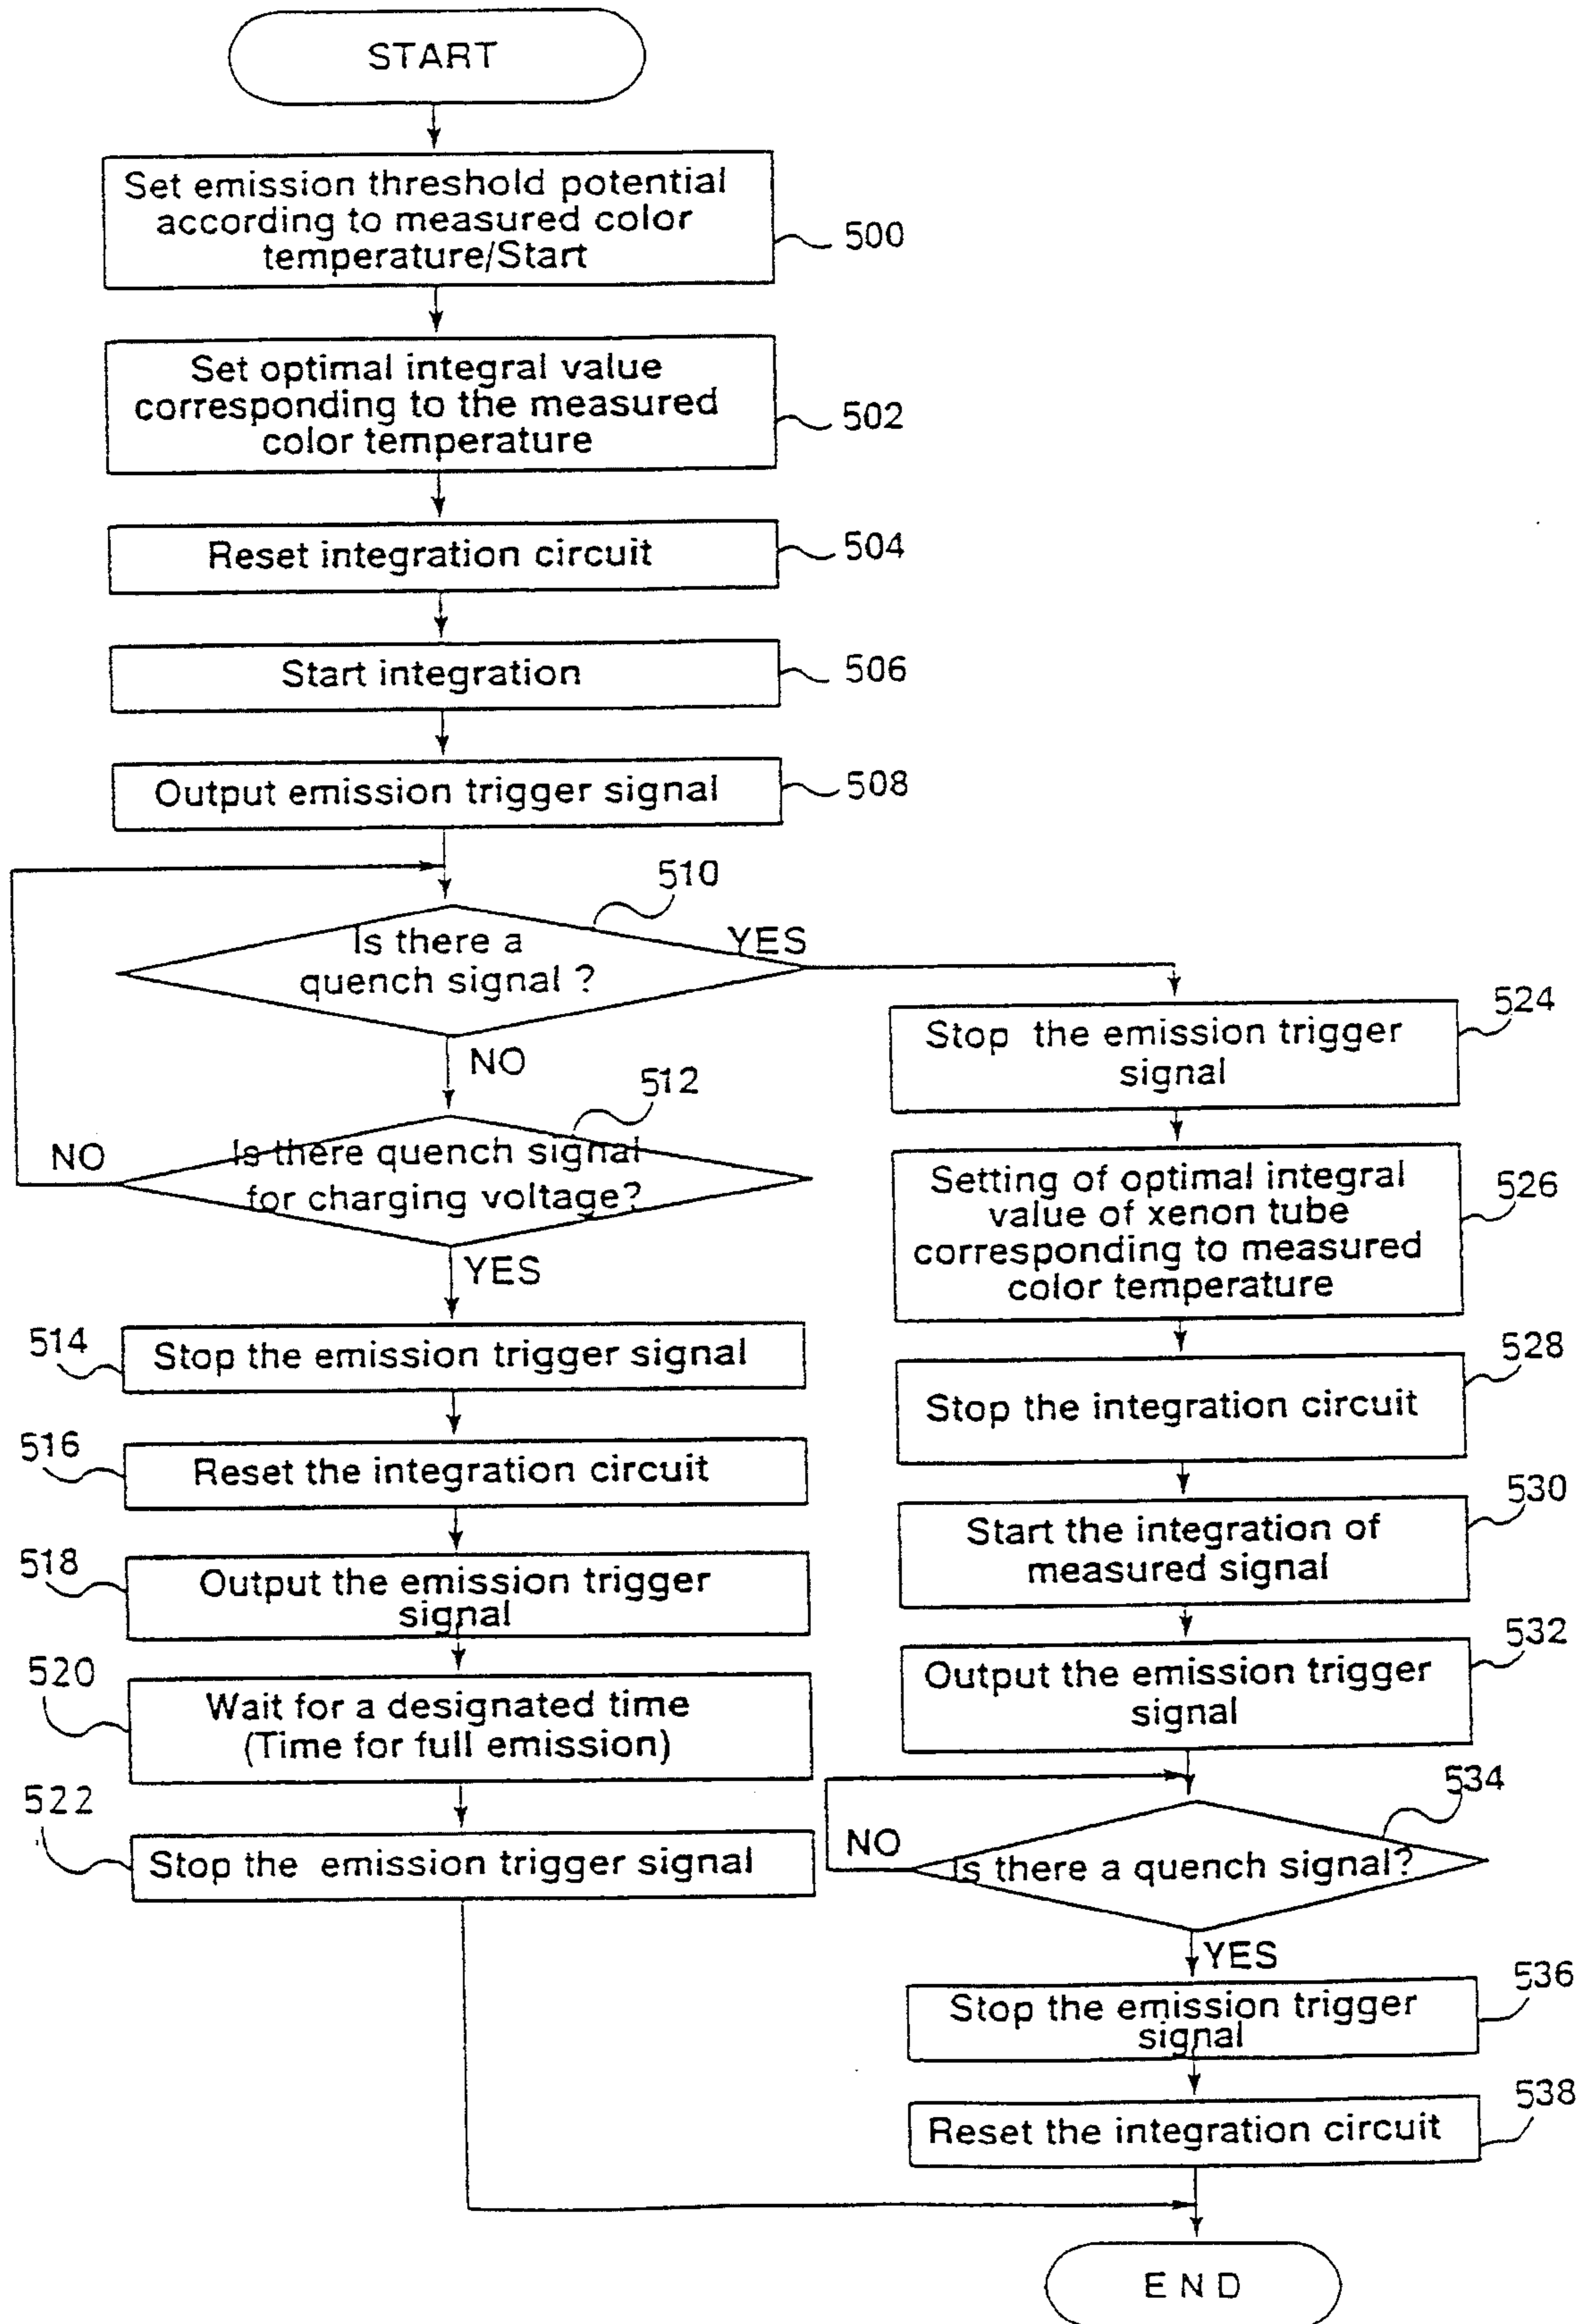 START
Set emission threshold potential
according to measured color
temperature/Start
500
Set optimal integral value
corresponding to the measured
color temperature
502
Reset integration circuit
504
Start integration
506
Output emission trigger signal
508
510
Is there a
quench signal ?
YES
NO
512
Is there quench signal
for charging voltage?
NO
YES
514
Stop the emission trigger signal
516
Reset the integration circuit
518
Output the emission trigger
signal
520
Wait for a designated time
(Time for full emission)
522
Stop the emission trigger signal
524
Stop the emission trigger
signal
526
Setting of optimal integral
value of xenon tube
corresponding to measured
color temperature
528
Stop the integration circuit
530
Start the integration of
measured signal
532
Output the emission trigger
signal
534
NO
Is there a quench signal?
YES
536
Stop the emission trigger
signal
538
Reset the integration circuit
END